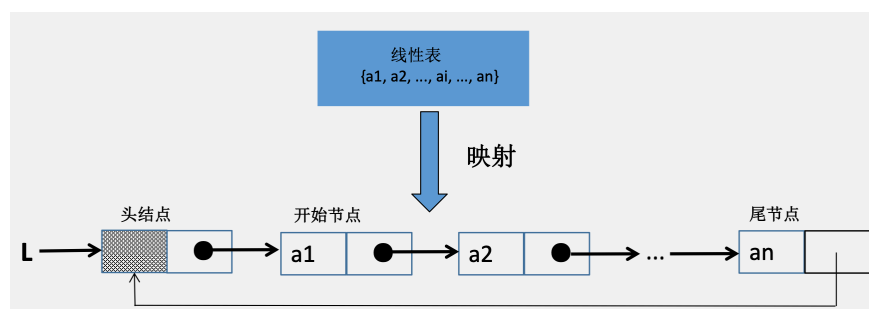 线性表
{a1, a2, ..., ai, ..., an}
映射
头结点
开始节点
尾节点
L
a1
a2
...
an